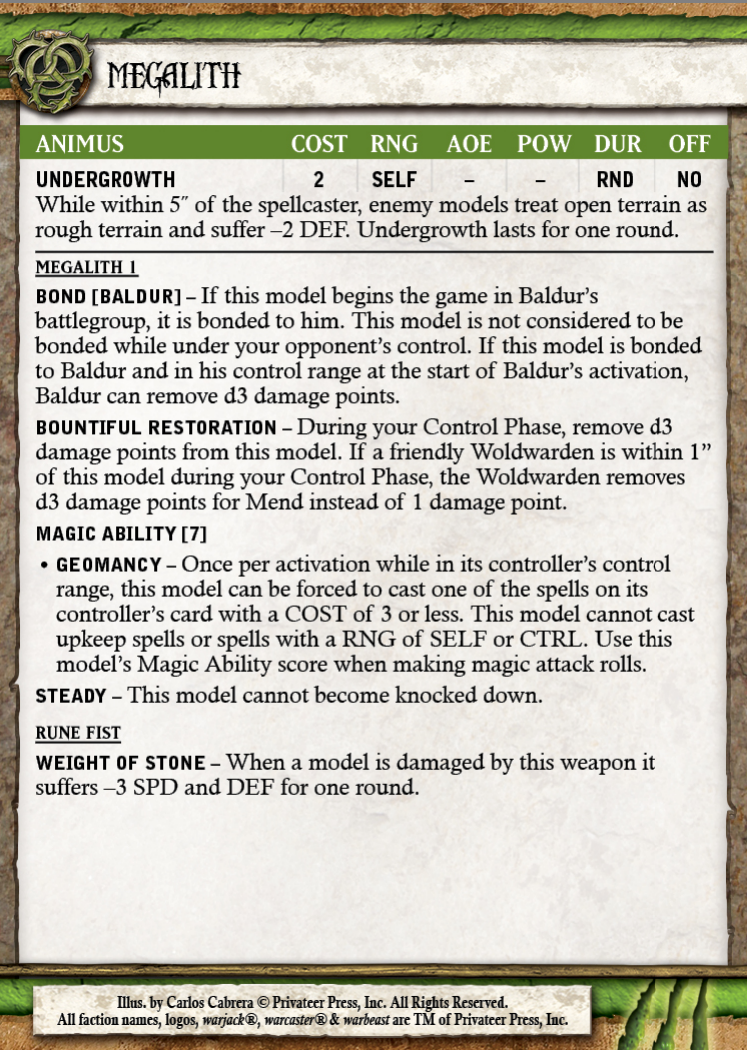 MEGALITH
ANIMUS COST RNG AOE POW DUR OFF
UNDERGROWTH 2 SELF – – RND NO
While within 5˝ of the spellcaster, enemy models treat open terrain as
rough terrain and suffer –2 DEF. Undergrowth lasts for one round.
MEGALITH 1
BOND [BALDUR] – If this model begins the game in Baldur's
battlegroup, it is bonded to him. This model is not considered to be
bonded while under your opponent's control. If this model is bonded
to Baldur and in his control range at the start of Baldur's activation,
Baldur can remove d3 damage points.
BOUNTIFUL RESTORATION – During your Control Phase, remove d3
damage points from this model. If a friendly Woldwarden is within 1”
of this model during your Control Phase, the Woldwarden removes
d3 damage points for Mend instead of 1 damage point.
MAGIC ABILITY [7]
• GEOMANCY – Once per activation while in its controller's control
range, this model can be forced to cast one of the spells on its
controller's card with a COST of 3 or less. This model cannot cast
upkeep spells or spells with a RNG of SELF or CTRL. Use this
model's Magic Ability score when making magic attack rolls.
STEADY – This model cannot become knocked down.
RUNE FIST
WEIGHT OF STONE – When a model is damaged by this weapon it
suffers –3 SPD and DEF for one round.
Illus. by Carlos Cabrera © Privateer Press, Inc. All Rights Reserved.
All faction names, logos, warjack®, warcaster® & warbeast are TM of Privateer Press, Inc.